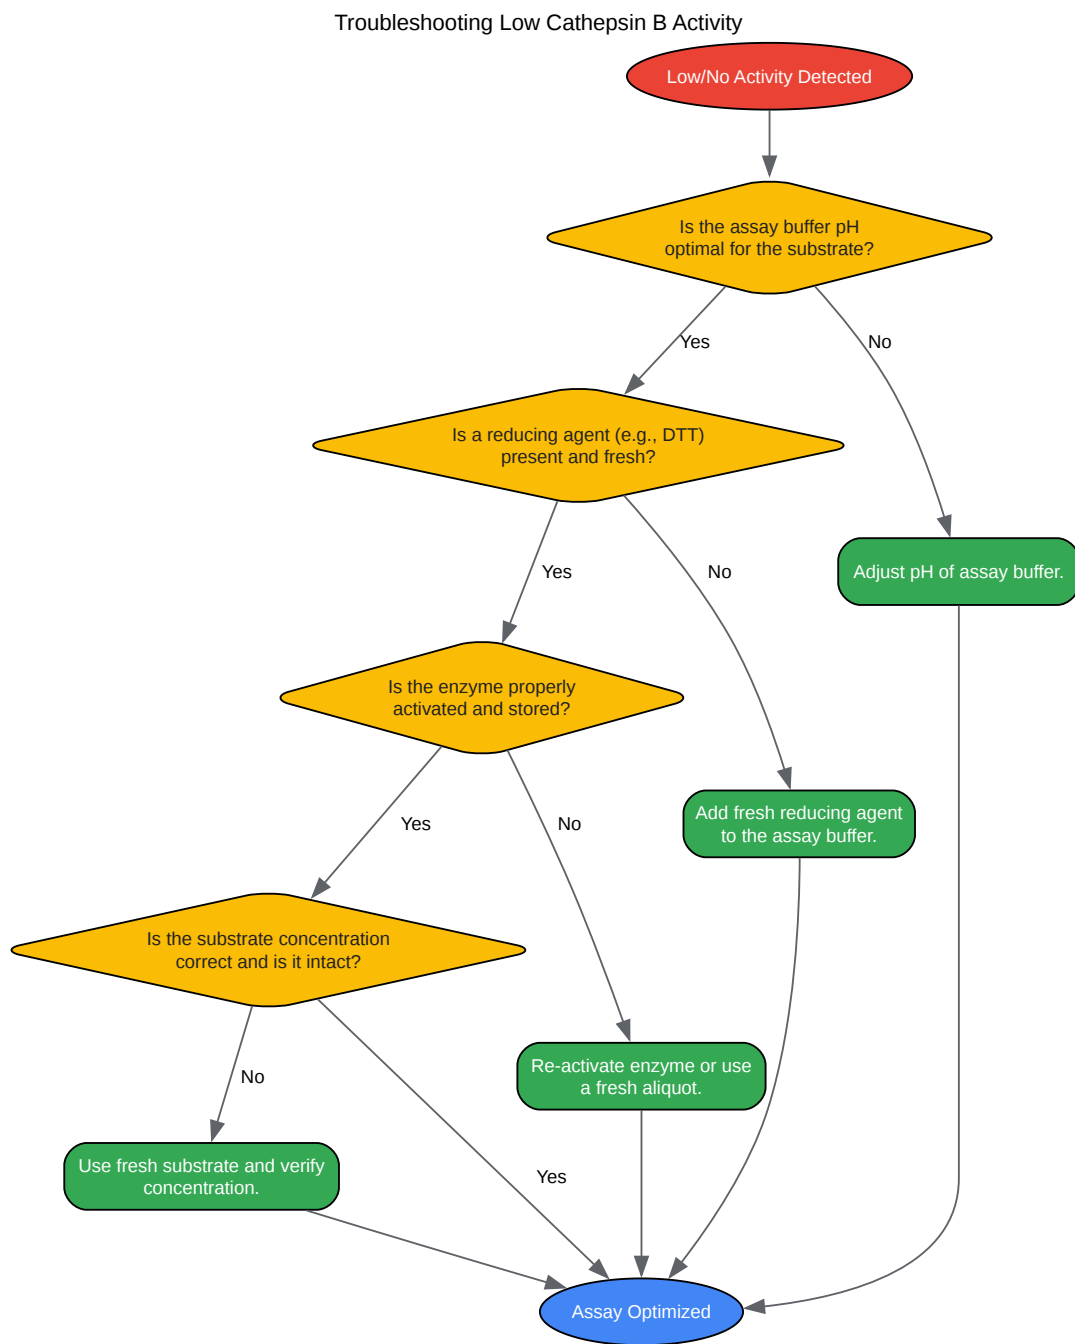 Troubleshooting Low Cathepsin B Activity
Low/No Activity Detected
Is the assay buffer pH
optimal for the substrate?
Yes
No
Is a reducing agent (e.g., DTT)
present and fresh?
Yes
No
Adjust pH of assay buffer.
Is the enzyme properly
activated and stored?
Yes
No
Add fresh reducing agent
to the assay buffer.
Is the substrate concentration
correct and is it intact?
No
Yes
Re-activate enzyme or use
a fresh aliquot.
Use fresh substrate and verify
concentration.
Assay Optimized